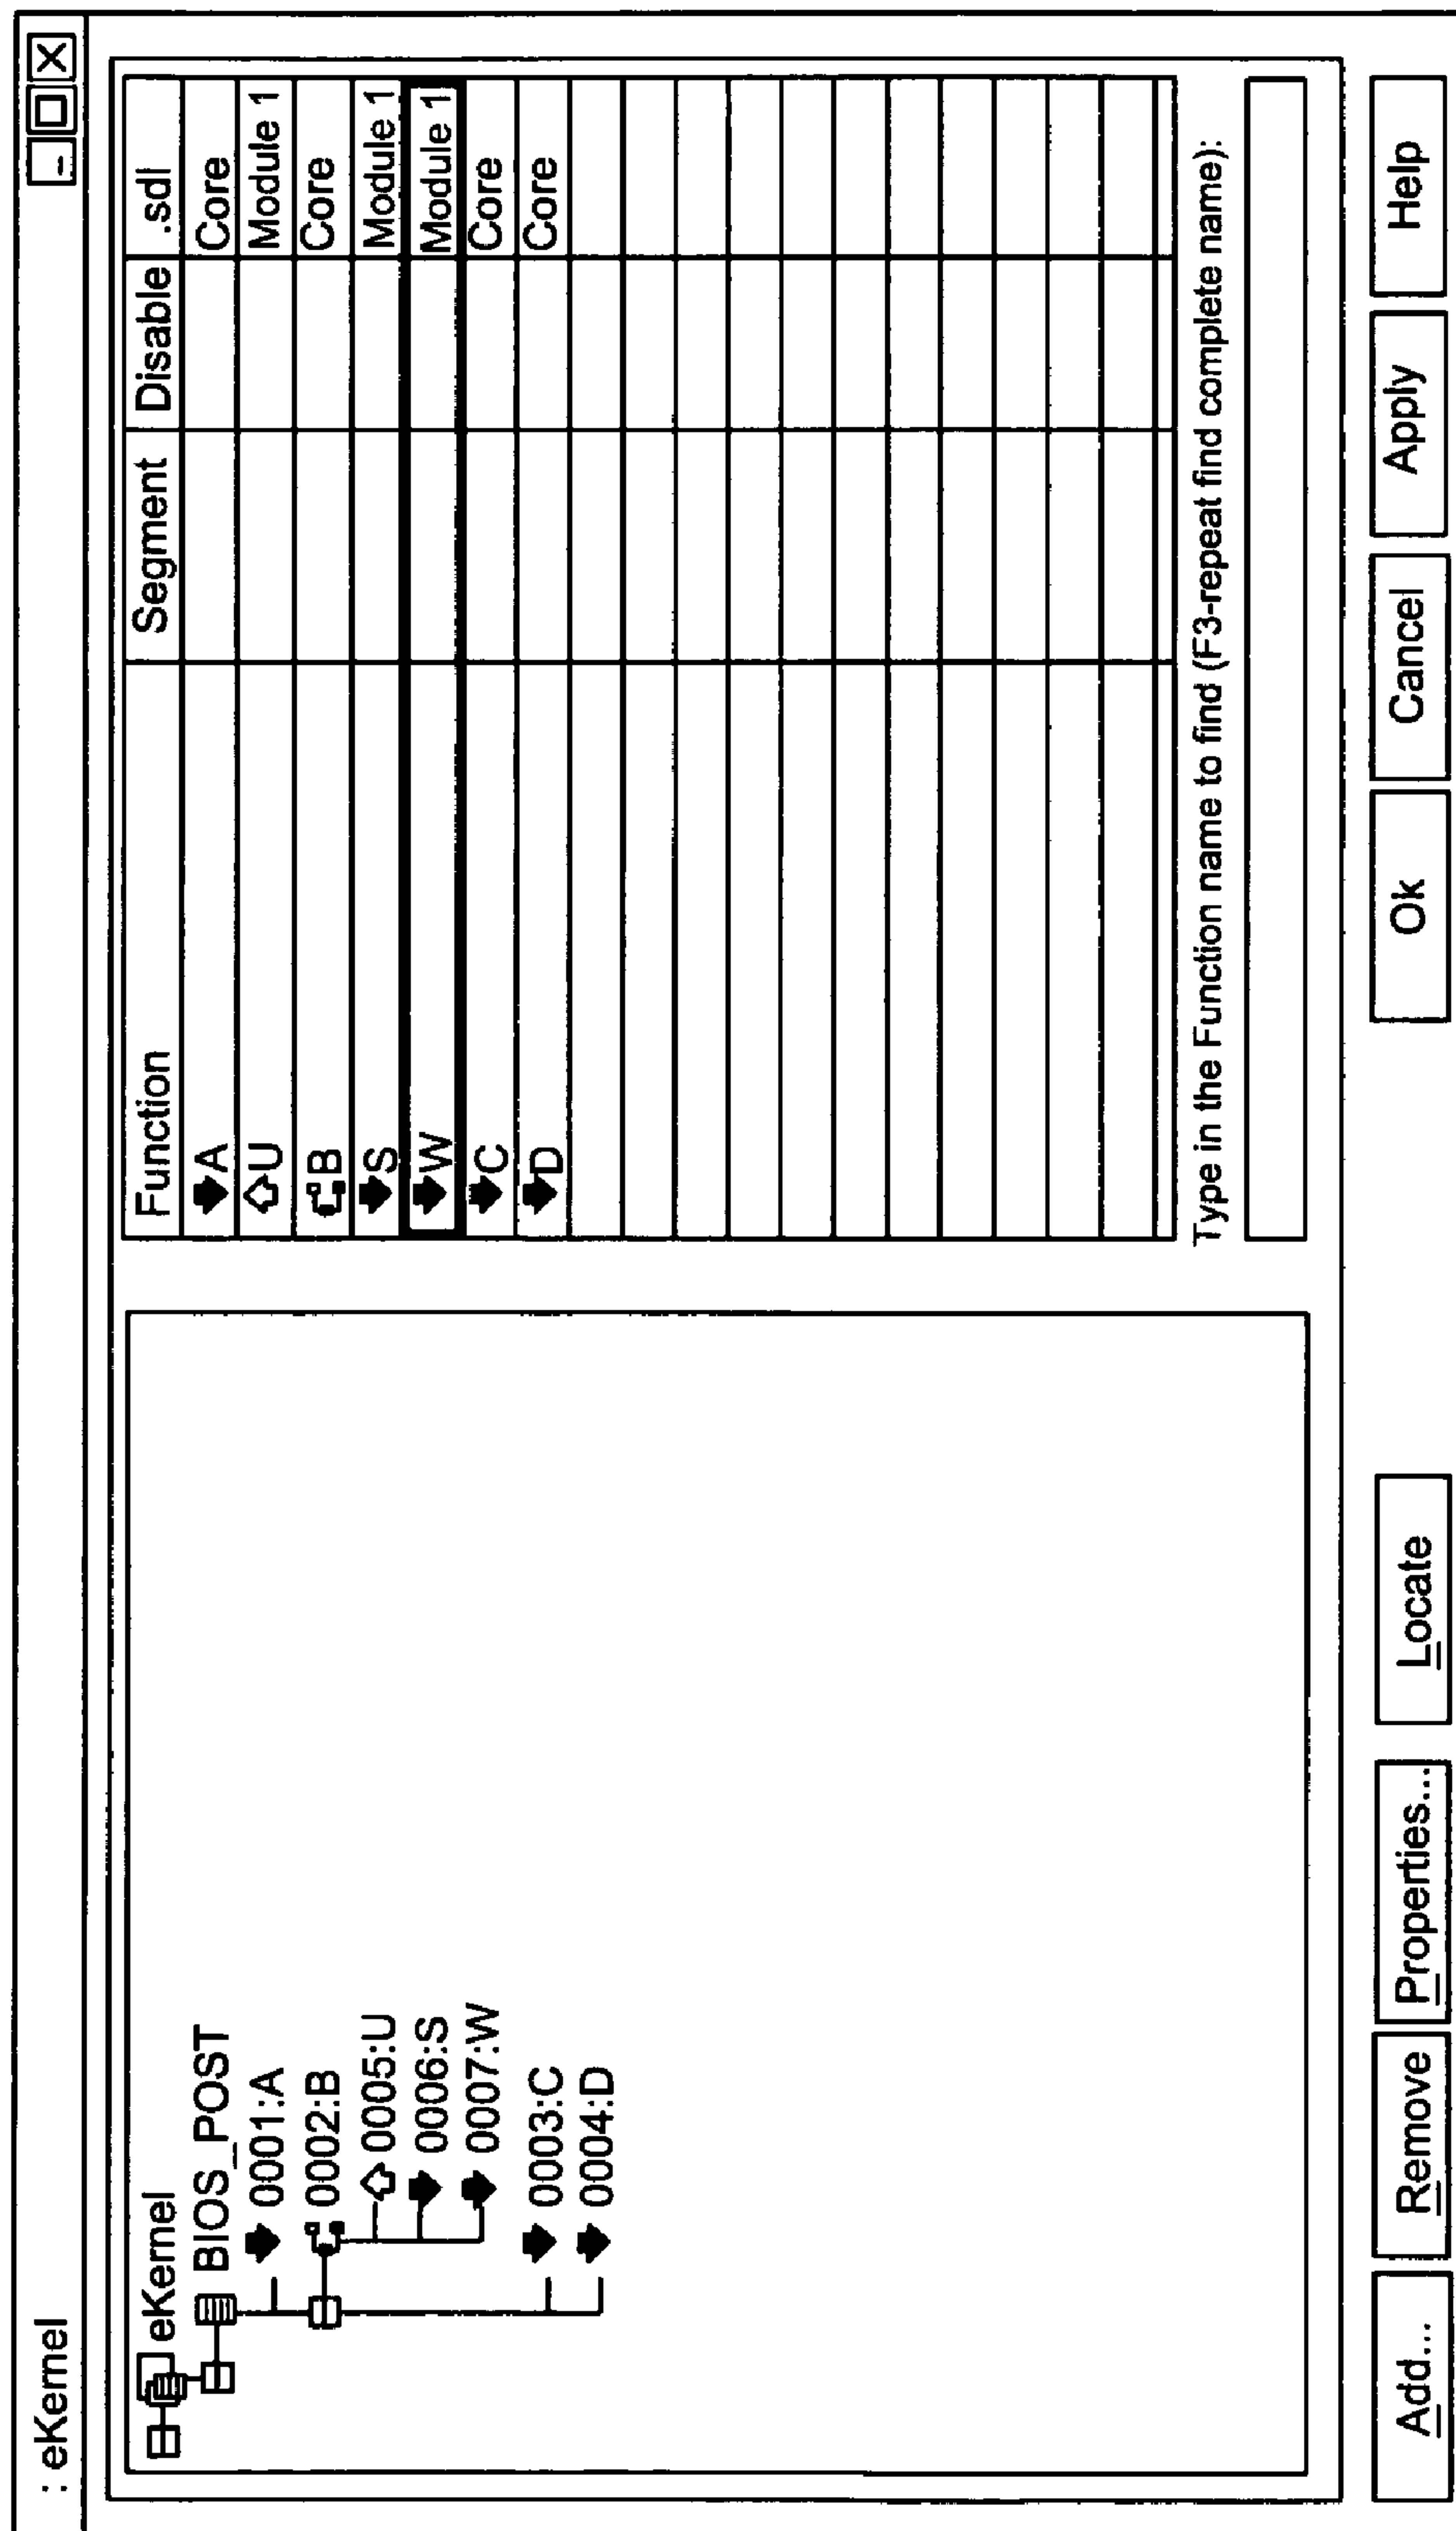 : eKernel
eKernel
BIOS_POST
0001:A
0002:B
0005:U
0006:S
0007:W
0003:C
0004:D
Function Segment Disable .sdl
A Core
U Module 1
B Core
S Module 1
W Module 1
C Core
D Core
Type in the Function name to find (F3-repeat find complete name):
Add... Remove Properties... Locate Ok Cancel Apply Help